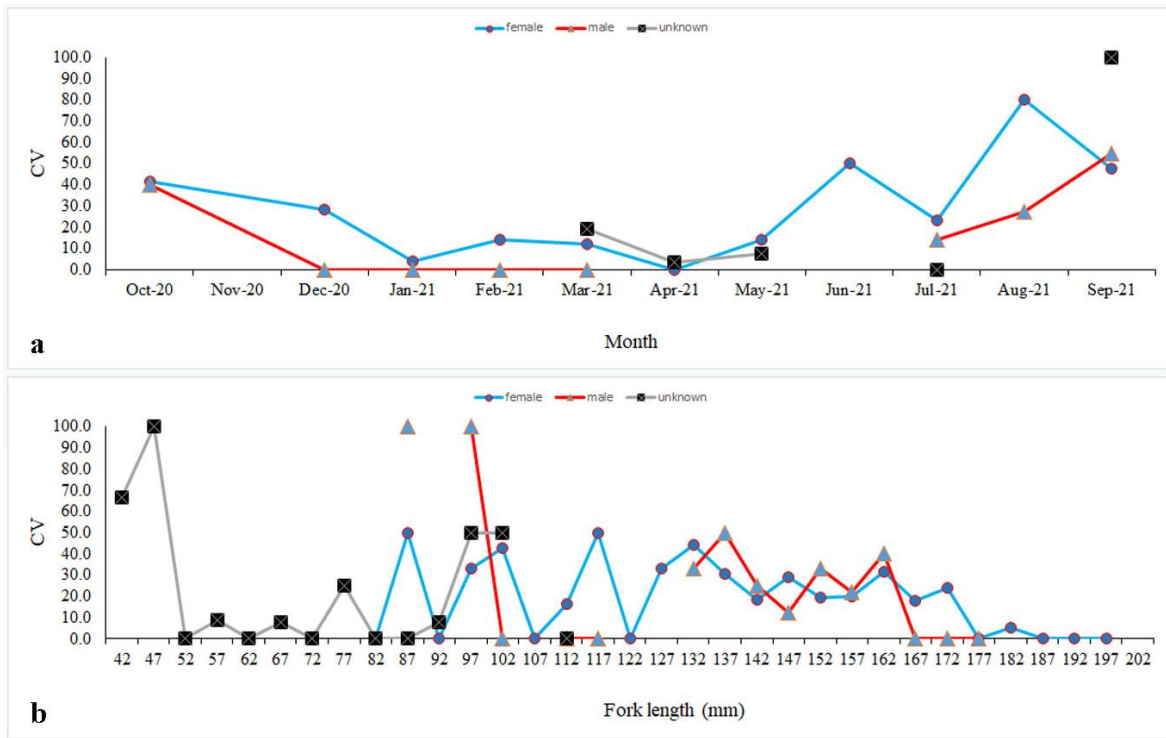 female male unknown
100.0
90.0
80.0
70.0
60.0
50.0
40.0
30.0
20.0
10.0
0.0
CV
Oct-20 Nov-20 Dec-20 Jan-21 Feb-21 Mar-21 Apr-21 May-21 Jun-21 Jul-21 Aug-21 Sep-21
Month
a
female male unknown
100.0
90.0
80.0
70.0
60.0
50.0
40.0
30.0
20.0
10.0
0.0
CV
42 47 52 57 62 67 72 77 82 87 92 97 102 107 112 117 122 127 132 137 142 147 152 157 162 167 172 177 182 187 192 197 202
Fork length (mm)
b